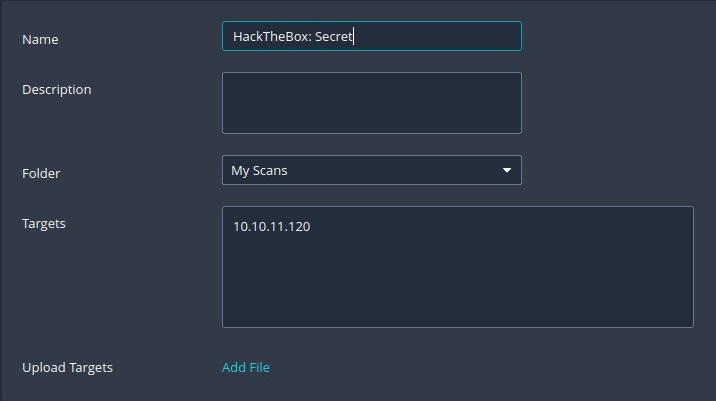 Name
HackTheBox: Secret
Description
Folder
My Scans
Targets
10.10.11.120
Upload Targets
Add File